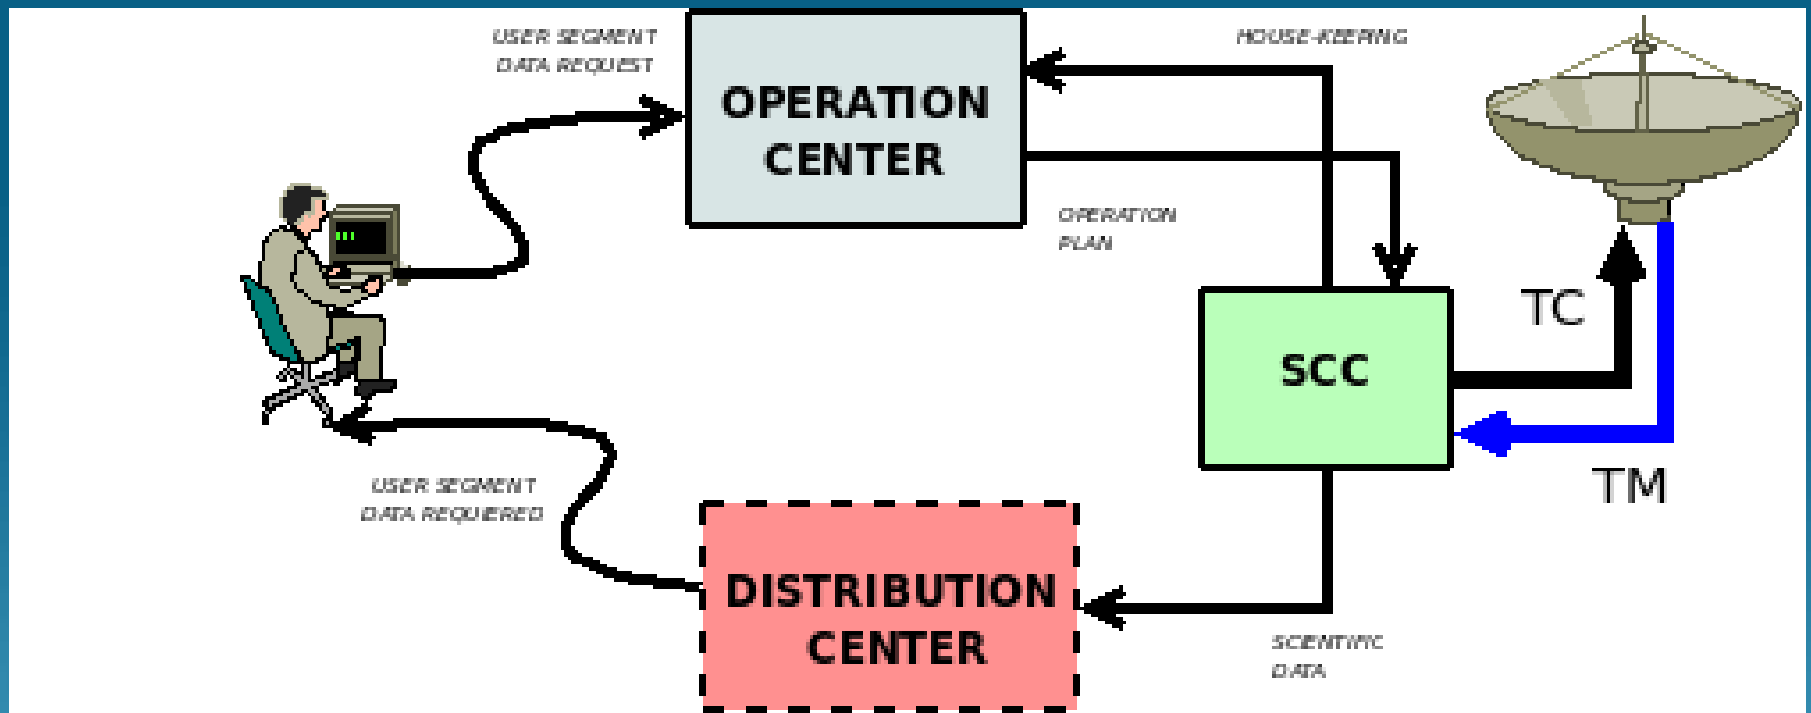 USER SEGMENT
DATA REQUEST
OPERATION
CENTER
HOUSE-KEEPING
OPERATION
PLAN
TC
SCC
TM
USER SEGMENT
DATA REQUIERED
DISTRIBUTION
CENTER
SCIENTIFIC
DATA